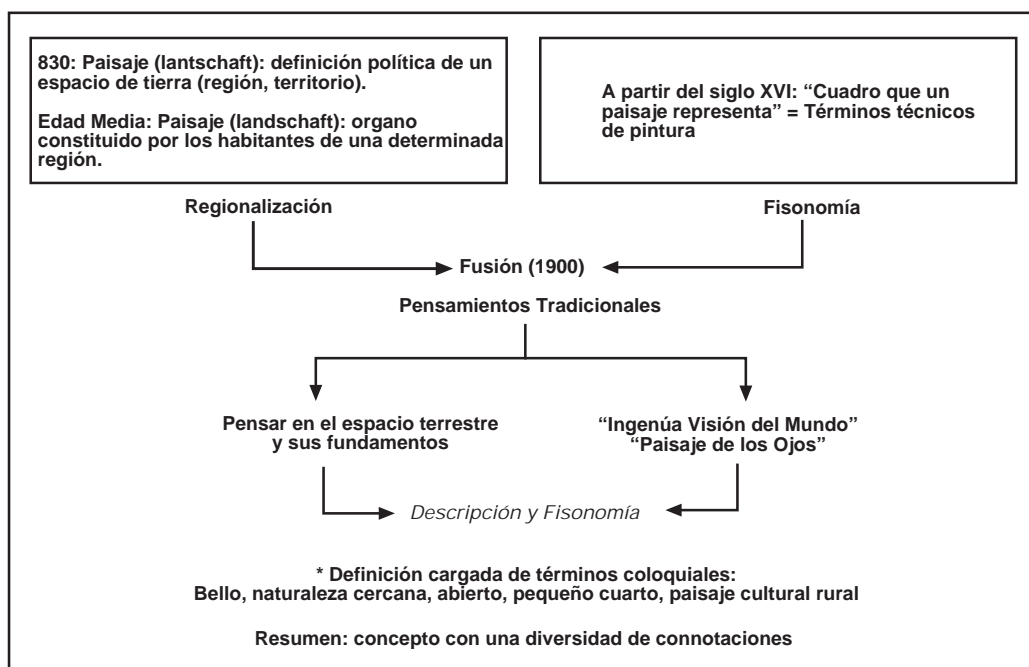 830: Paisaje (lantschaft): definición política de un
espacio de tierra (región, territorio).
Edad Media: Paisaje (landschaft): organo
constituido por los habitantes de una determinada
región.
A partir del siglo XVI: “Cuadro que un
paisaje representa” = Términos técnicos
de pintura
Regionalización
Fisonomía
Fusión (1900)
Pensamientos Tradicionales
Pensar en el espacio terrestre
y sus fundamentos
“Ingenúa Visión del Mundo”
“Paisaje de los Ojos”
Descripción y Fisonomía
* Definición cargada de términos coloquiales:
Bello, naturaleza cercana, abierto, pequeño cuarto, paisaje cultural rural
Resumen: concepto con una diversidad de connotaciones